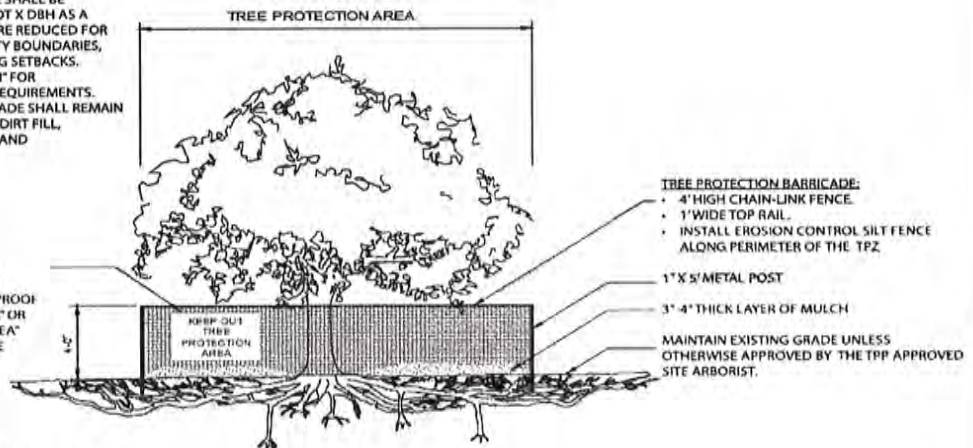 SHALL BE
OT X DBH AS A
RE REDUCED FOR
TY BOUNDARIES,
G SETBACKS.
FOR
EQUIREMENTS.
ADE SHALL REMAIN
DIRT FILL,
AND
TREE PROTECTION AREA
PROOF
OR
EA"
KEEP OUT
TREE
PROTECTION
AREA
TREE PROTECTION BARRICADE:
• 4' HIGH CHAIN-LINK FENCE.
• 1' WIDE TOP RAIL.
• INSTALL EROSION CONTROL SILT FENCE
ALONG PERIMETER OF THE TPZ
1" X 5' METAL POST
3"-4" THICK LAYER OF MULCH
MAINTAIN EXISTING GRADE UNLESS
OTHERWISE APPROVED BY THE TPP APPROVED
SITE ARBORIST.